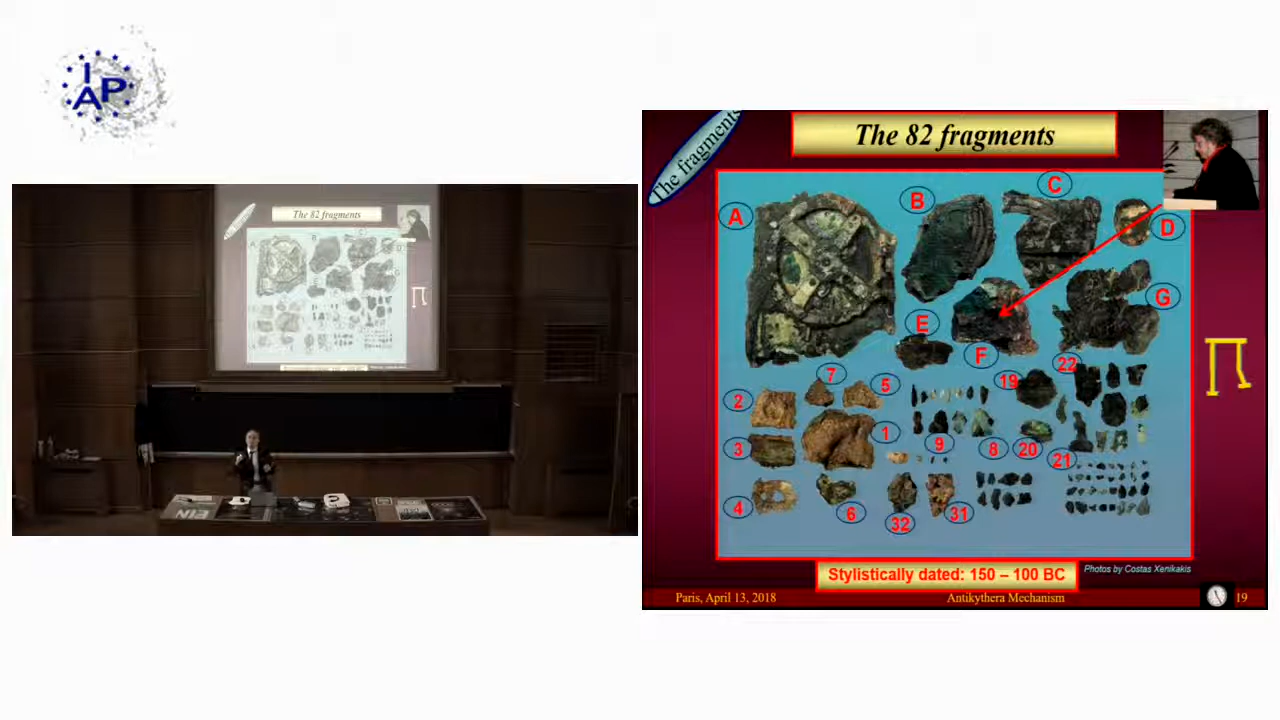 I
AP
The fragments
The 82 fragments
A
B
C
D
E
F
G
7
5
19
22
2
1
3
9
8
20
21
4
6
32
31
Π
Stylistically dated: 150 – 100 BC
Photos by Costas Xenikakis
Paris, April 13, 2018
Antikythera Mechanism
19
The 82 fragments
Π
EIN